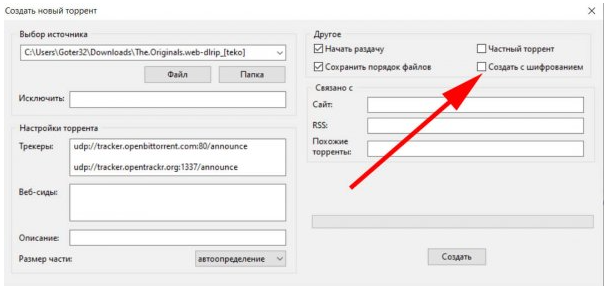 Создать новый торрент
Выбор источника
C:\Users\Goter32\Downloads\The.Originals.web-dlrip_[teko]
Файл
Папка
Исключить:
Настройки торрента
Трекеры:
udp://tracker.openbittorrent.com:80/announce
udp://tracker.opentrackr.org:1337/announce
Веб-сиды:
Описание:
Размер части:
автоопределение
Другое
Начать раздачу
Частный торрент
Сохранить порядок файлов
Создать с шифрованием
Связано с
Сайт:
RSS:
Похожие
торренты:
Создать